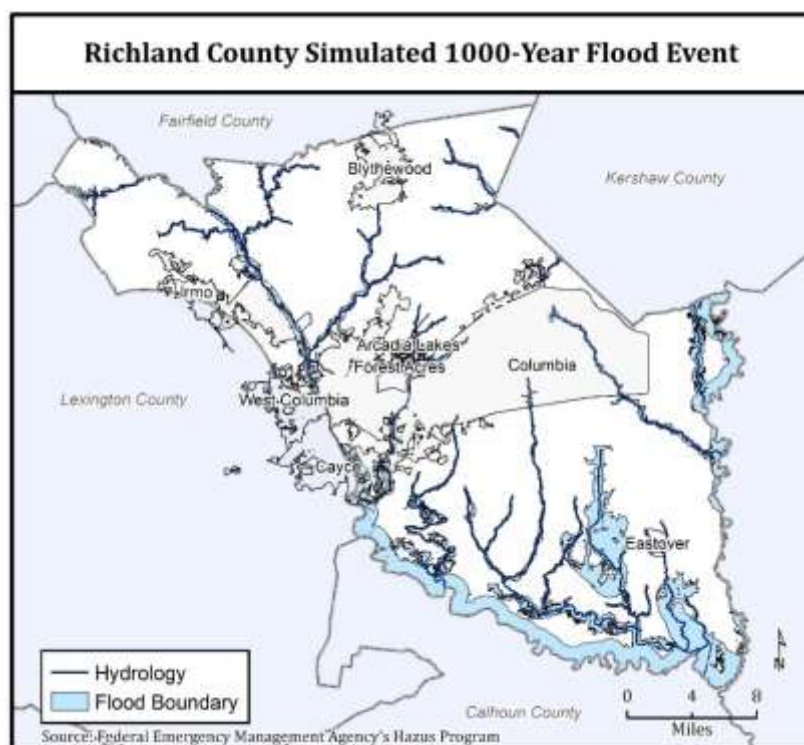 Richland County Simulated 1000-Year Flood Event
Fairfield County
Blythewood
Kershaw County
Irmo
Arcadia Lakes
Forest Acres
Columbia
West Columbia
Lexington County
Cayce
Eastover
N
Hydrology
Flood Boundary
0 4 8
Miles
Calhoun County
Source: Federal Emergency Management Agency's Hazus Program